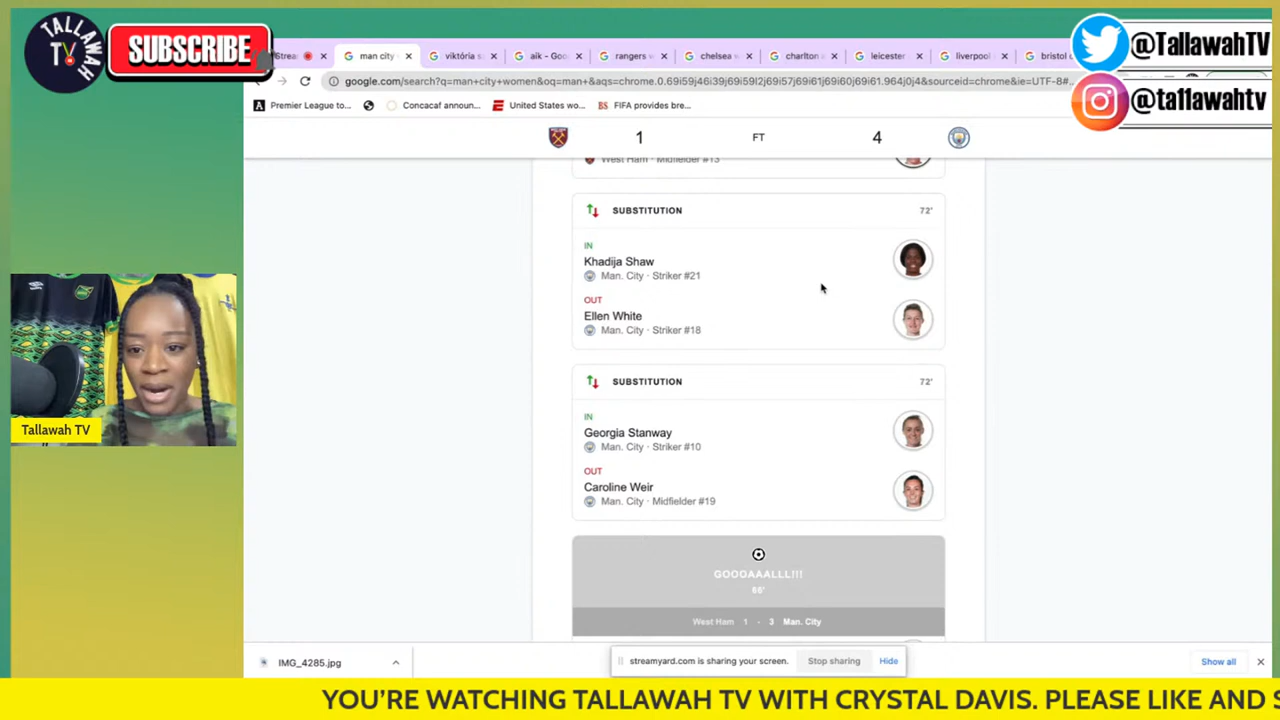 TALLAWAH
TV
SUBSCRIBE
@TallawahTV
@ta11awahtv
man city
viktória s
aik - Goo
rangers w
chelsea w
charlton
leicester
liverpool
bristol
google.com/search?q=man+city+women&oq=man+&aqs=chrome.0.69i59j46i39j69i59l2j69i57j69i61j69i60j69i61.964j0j4&sourceid=chrome&ie=UTF-8#...
Premier League to...
Concacaf announ...
United States wo...
BS FIFA provides bre...
1 FT 4
West Ham · Midfielder #13
SUBSTITUTION 72'
IN
Khadija Shaw
Man. City · Striker #21
OUT
Ellen White
Man. City · Striker #18
SUBSTITUTION 72'
IN
Georgia Stanway
Man. City · Striker #10
OUT
Caroline Weir
Man. City · Midfielder #19
GOOOAAALLL!!!
66'
West Ham 1 - 3 Man. City
Tallawah TV
IMG_4285.jpg
streamyard.com is sharing your screen. Stop sharing Hide
Show all
YOU'RE WATCHING TALLAWAH TV WITH CRYSTAL DAVIS. PLEASE LIKE AND S